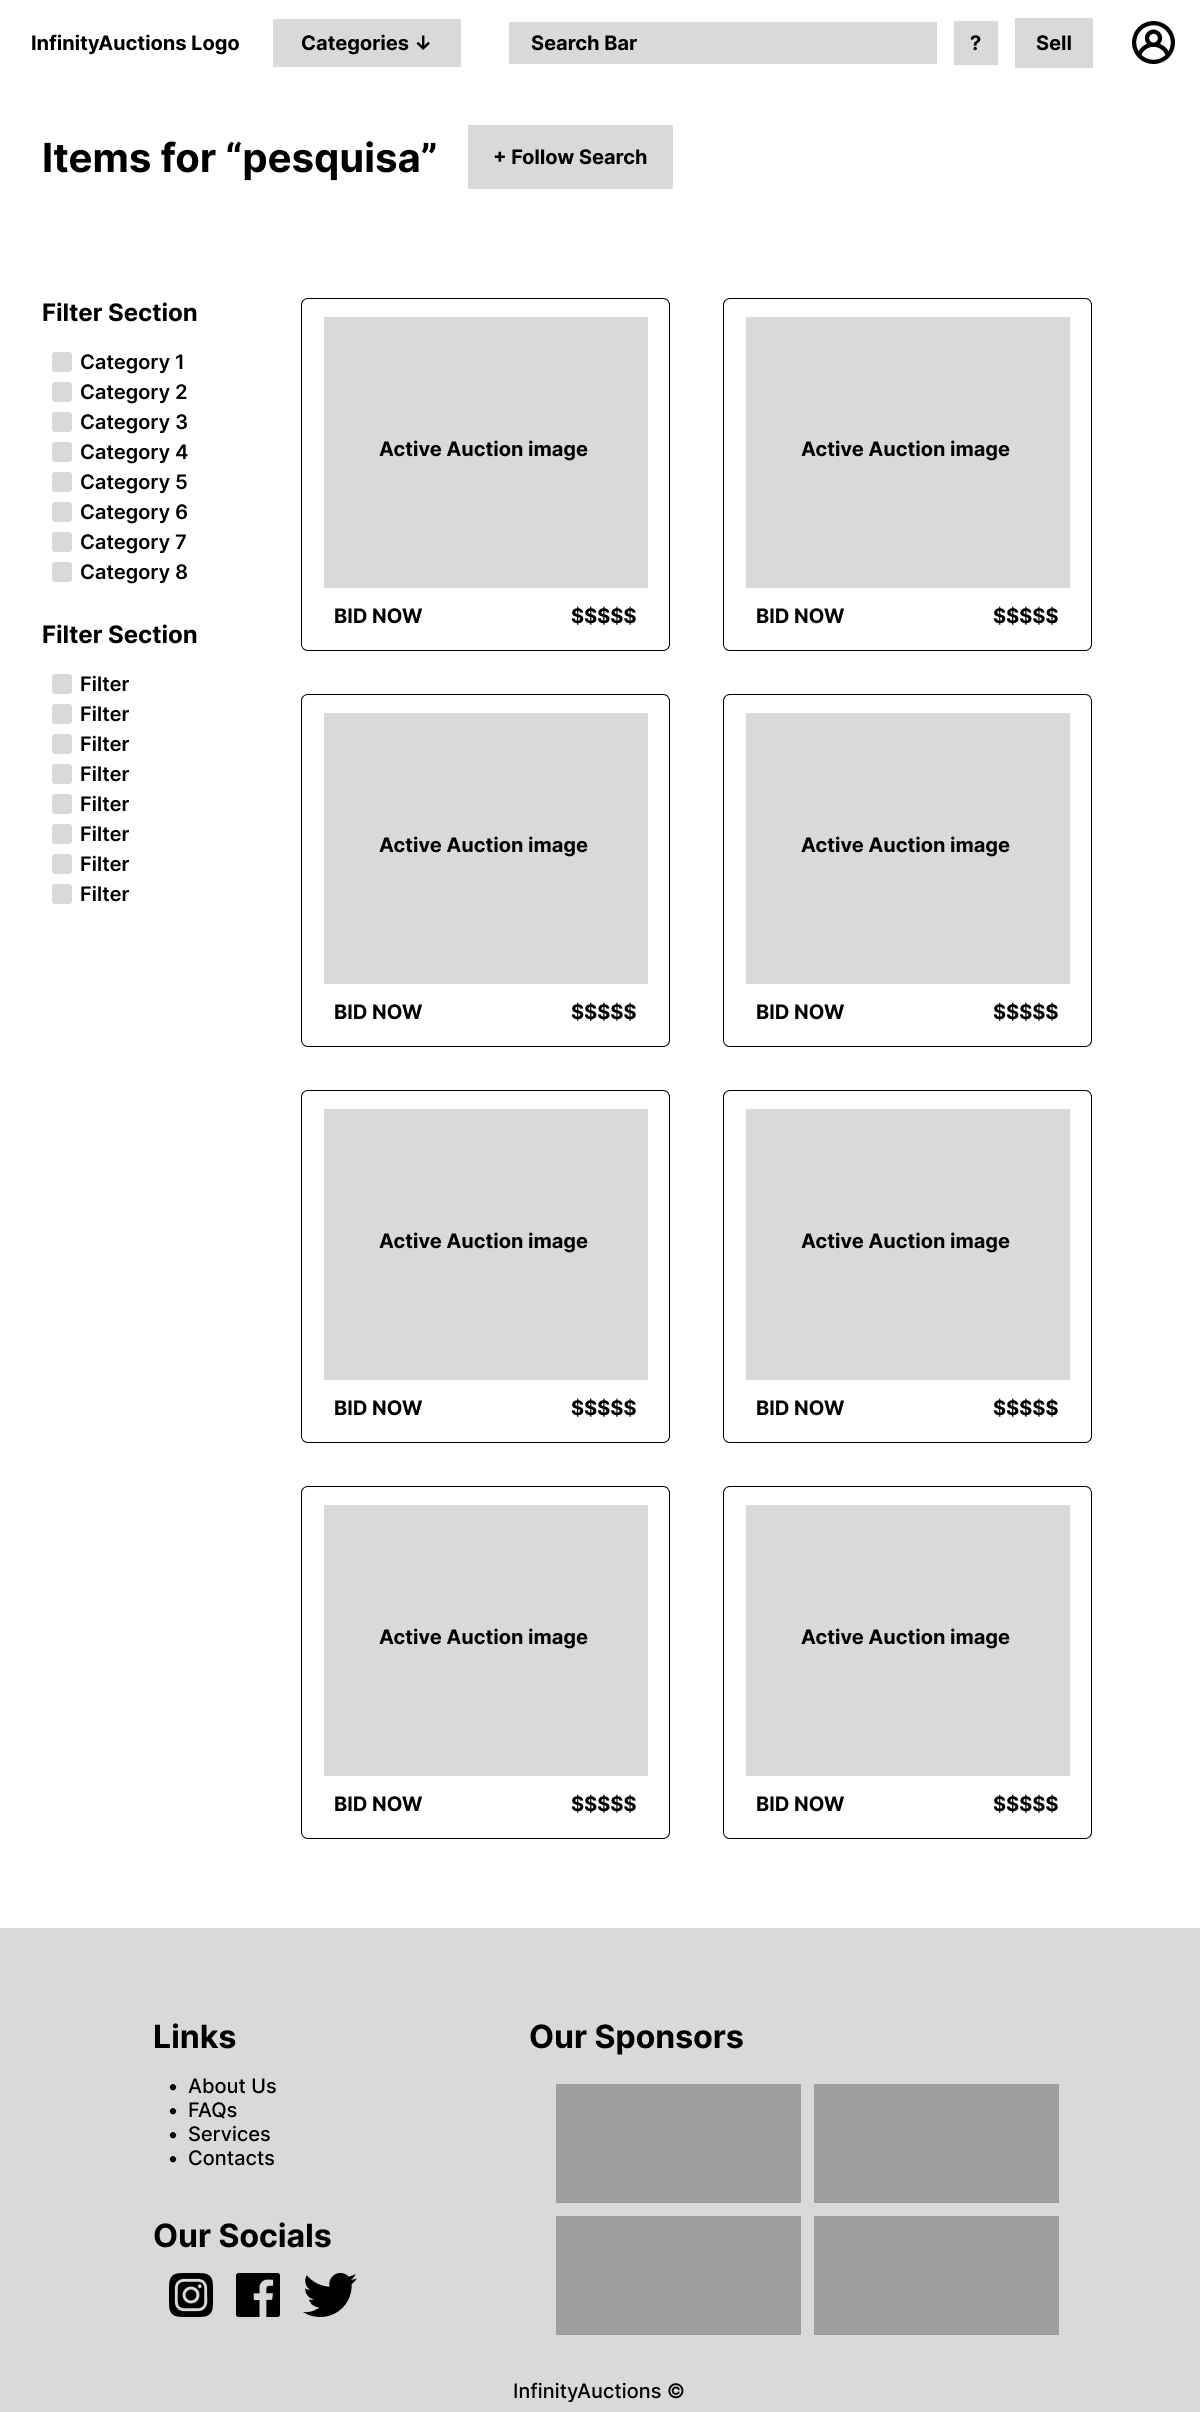 InfinityAuctions Logo
Categories ↓
Search Bar
?
Sell
Items for “pesquisa”
+ Follow Search
Filter Section
Category 1
Category 2
Category 3
Category 4
Category 5
Category 6
Category 7
Category 8
Filter Section
Filter
Filter
Filter
Filter
Filter
Filter
Filter
Filter
Active Auction image
BID NOW $$$$$
Active Auction image
BID NOW $$$$$
Active Auction image
BID NOW $$$$$
Active Auction image
BID NOW $$$$$
Active Auction image
BID NOW $$$$$
Active Auction image
BID NOW $$$$$
Active Auction image
BID NOW $$$$$
Active Auction image
BID NOW $$$$$
Links
• About Us
• FAQs
• Services
• Contacts
Our Socials
Our Sponsors
InfinityAuctions ©